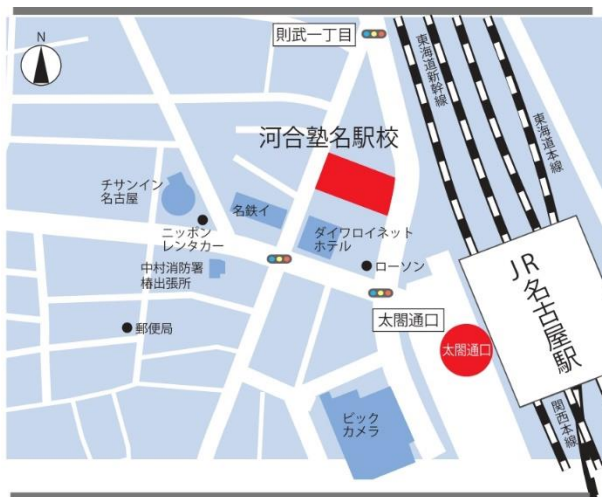 N
則武一丁目
東海道新幹線
東海道本線
河合塾名駅校
チサンイン
名古屋
名鉄イン
ニッポン
レンタカー
ダイワロイネット
ホテル
中村消防署
椿出張所
ローソン
JR名古屋駅
太閤通口
太閤通口
郵便局
ビック
カメラ
関西本線